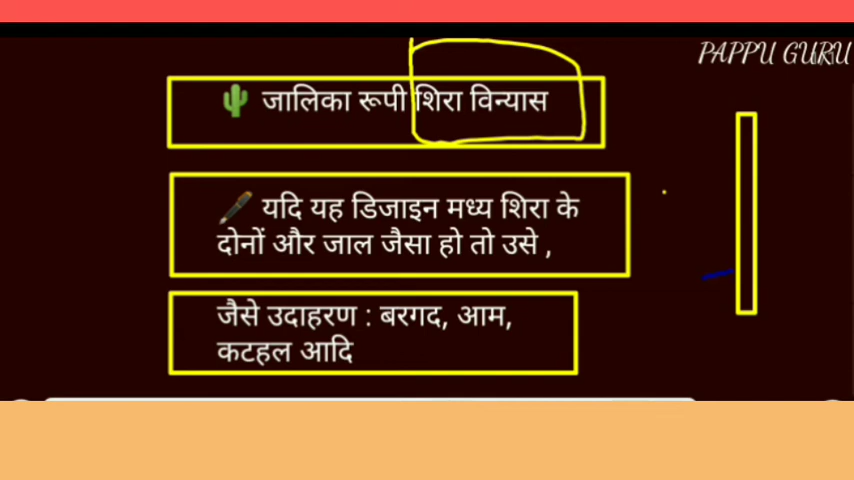 PAPPU GURU
जालिका रूपी शिरा विन्यास
यदि यह डिजाइन मध्य शिरा के
दोनों और जाल जैसा हो तो उसे ,
जैसे उदाहरण : बरगद, आम,
कटहल आदि